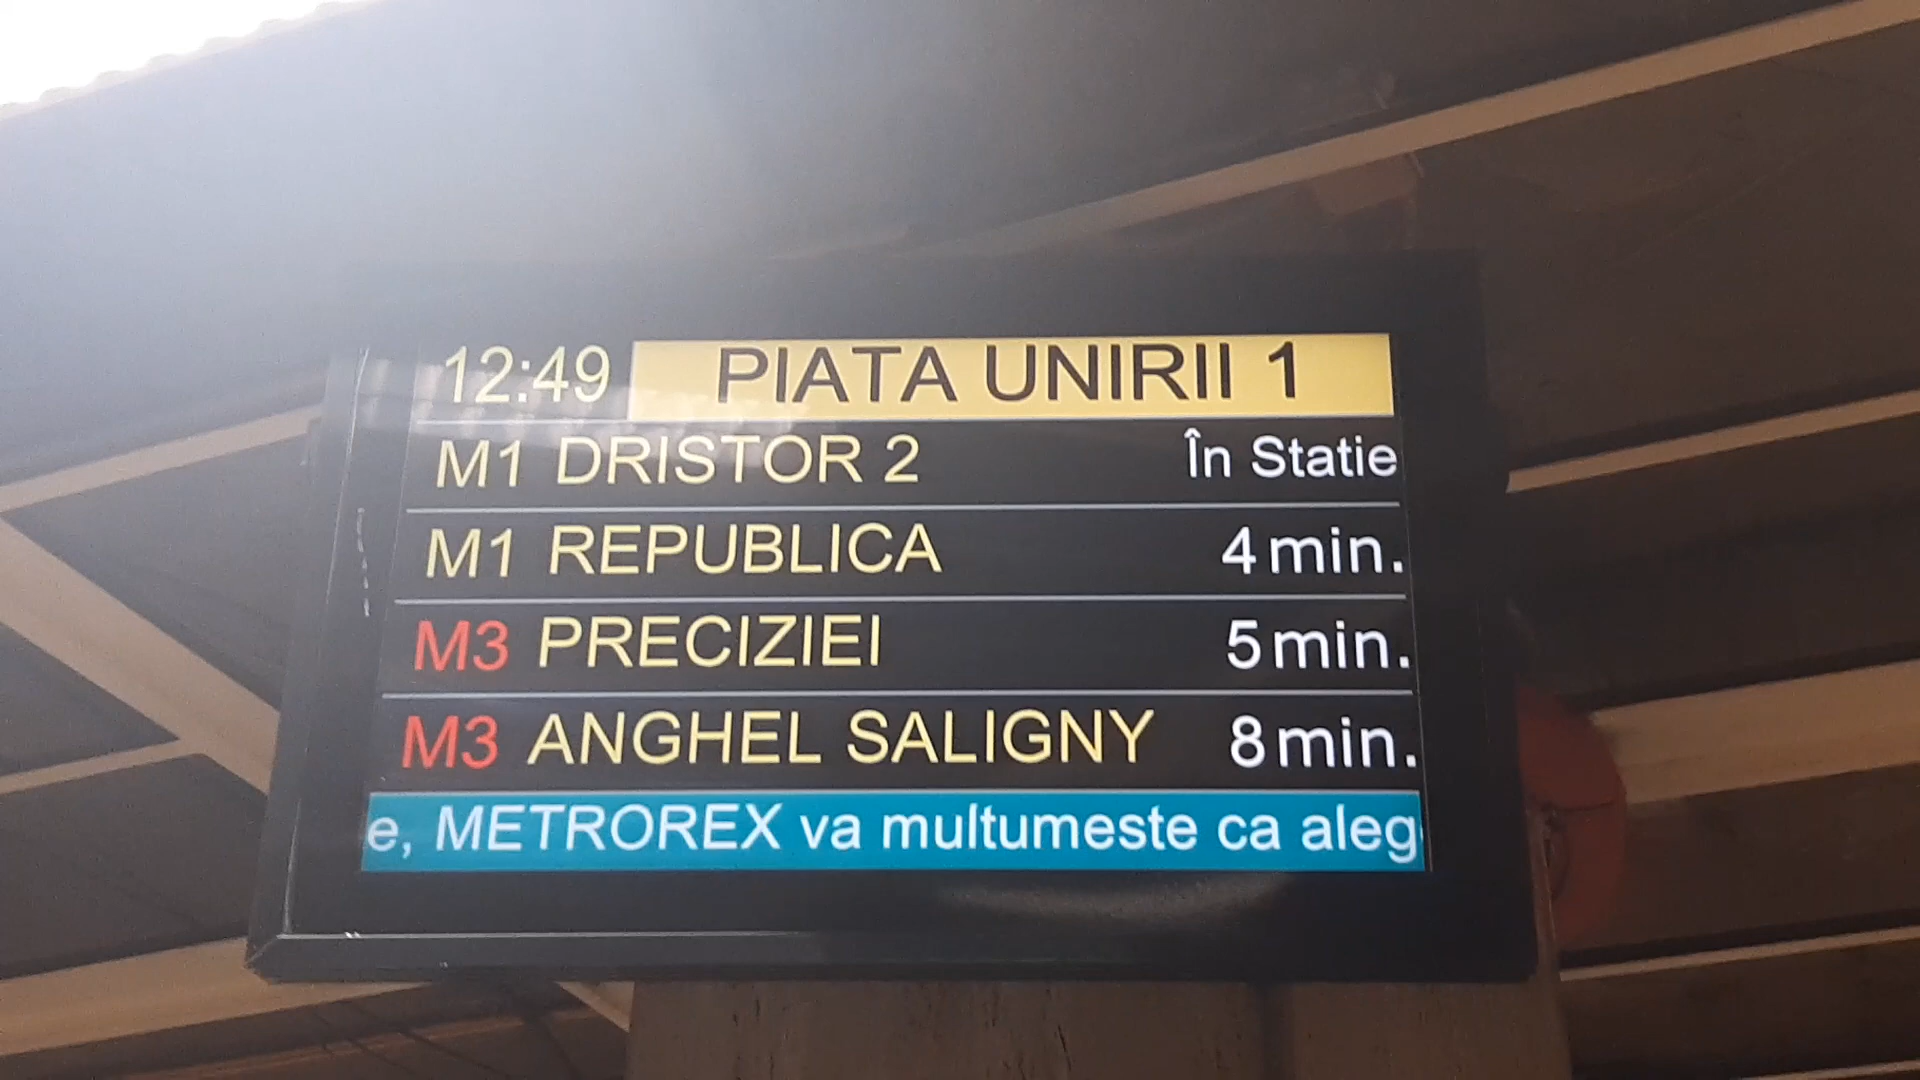 12:49 PIATA UNIRII 1
M1 DRISTOR 2 În Statie
M1 REPUBLICA 4 min.
M3 PRECIZIEI 5 min.
M3 ANGHEL SALIGNY 8 min.
e, METROREX va multumeste ca aleg